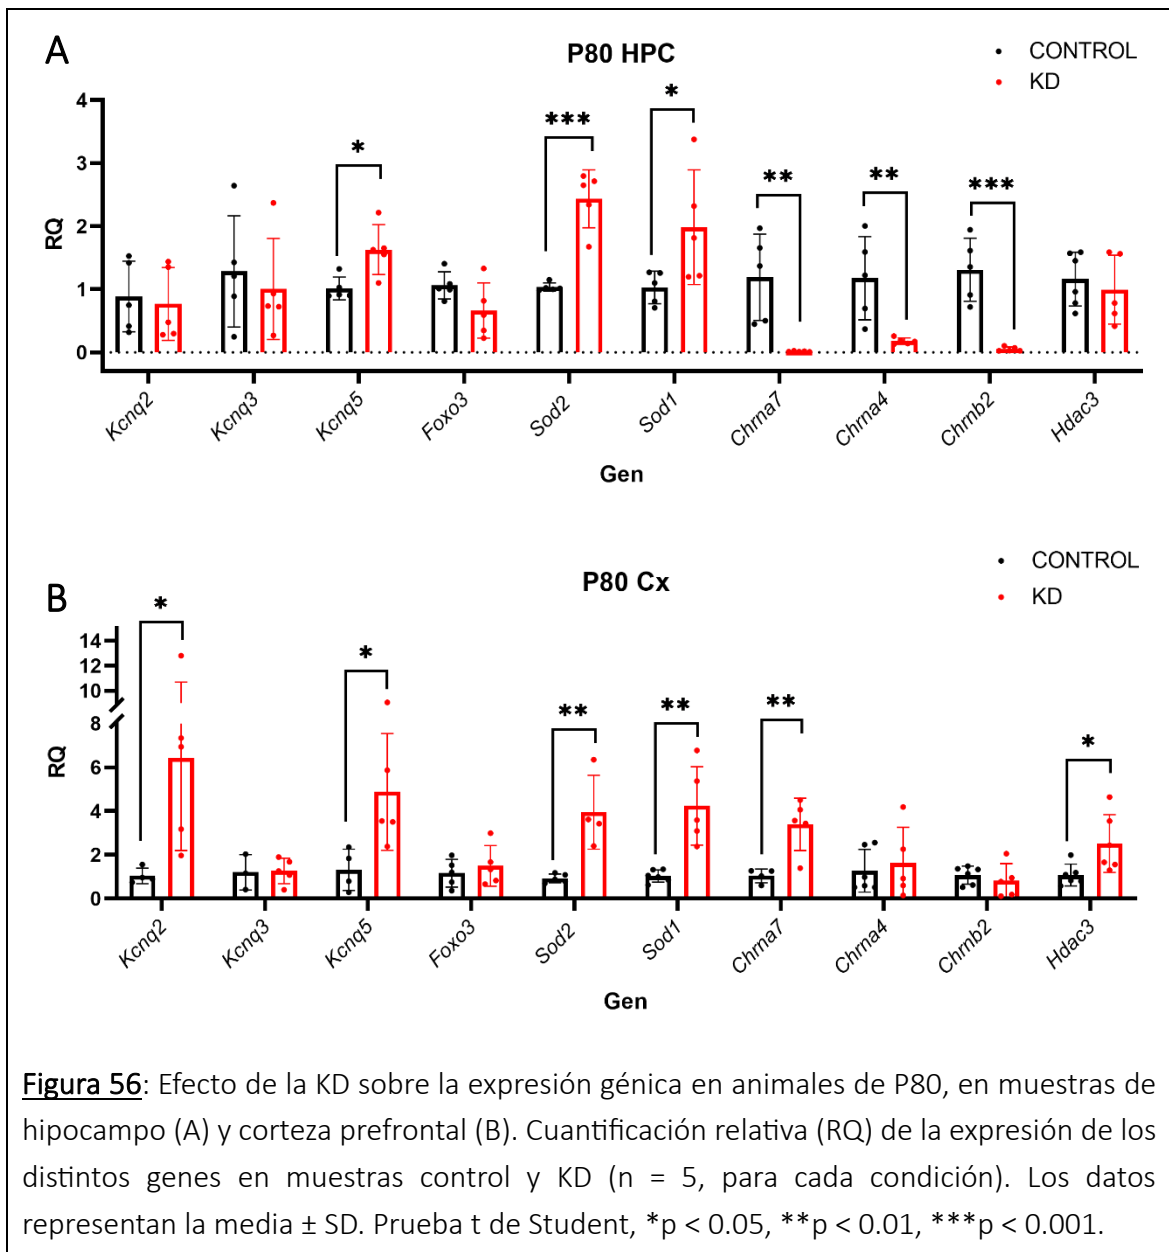 A
P80 HPC
CONTROL
KD
*
***
*
**
**
***
4
3
2
1
0
RQ
Kcnq2
Kcnq3
Kcnq5
Foxo3
Sod2
Sod1
Chrna7
Chrna4
Chrnb2
Hdac3
Gen
B
P80 Cx
CONTROL
KD
*
*
**
**
**
*
14
12
10
8
6
4
2
0
RQ
Kcnq2
Kcnq3
Kcnq5
Foxo3
Sod2
Sod1
Chrna7
Chrna4
Chrnb2
Hdac3
Gen
Figura 56: Efecto de la KD sobre la expresión génica en animales de P80, en muestras de
hipocampo (A) y corteza prefrontal (B). Cuantificación relativa (RQ) de la expresión de los
distintos genes en muestras control y KD (n = 5, para cada condición). Los datos
representan la media ± SD. Prueba t de Student, *p < 0.05, **p < 0.01, ***p < 0.001.